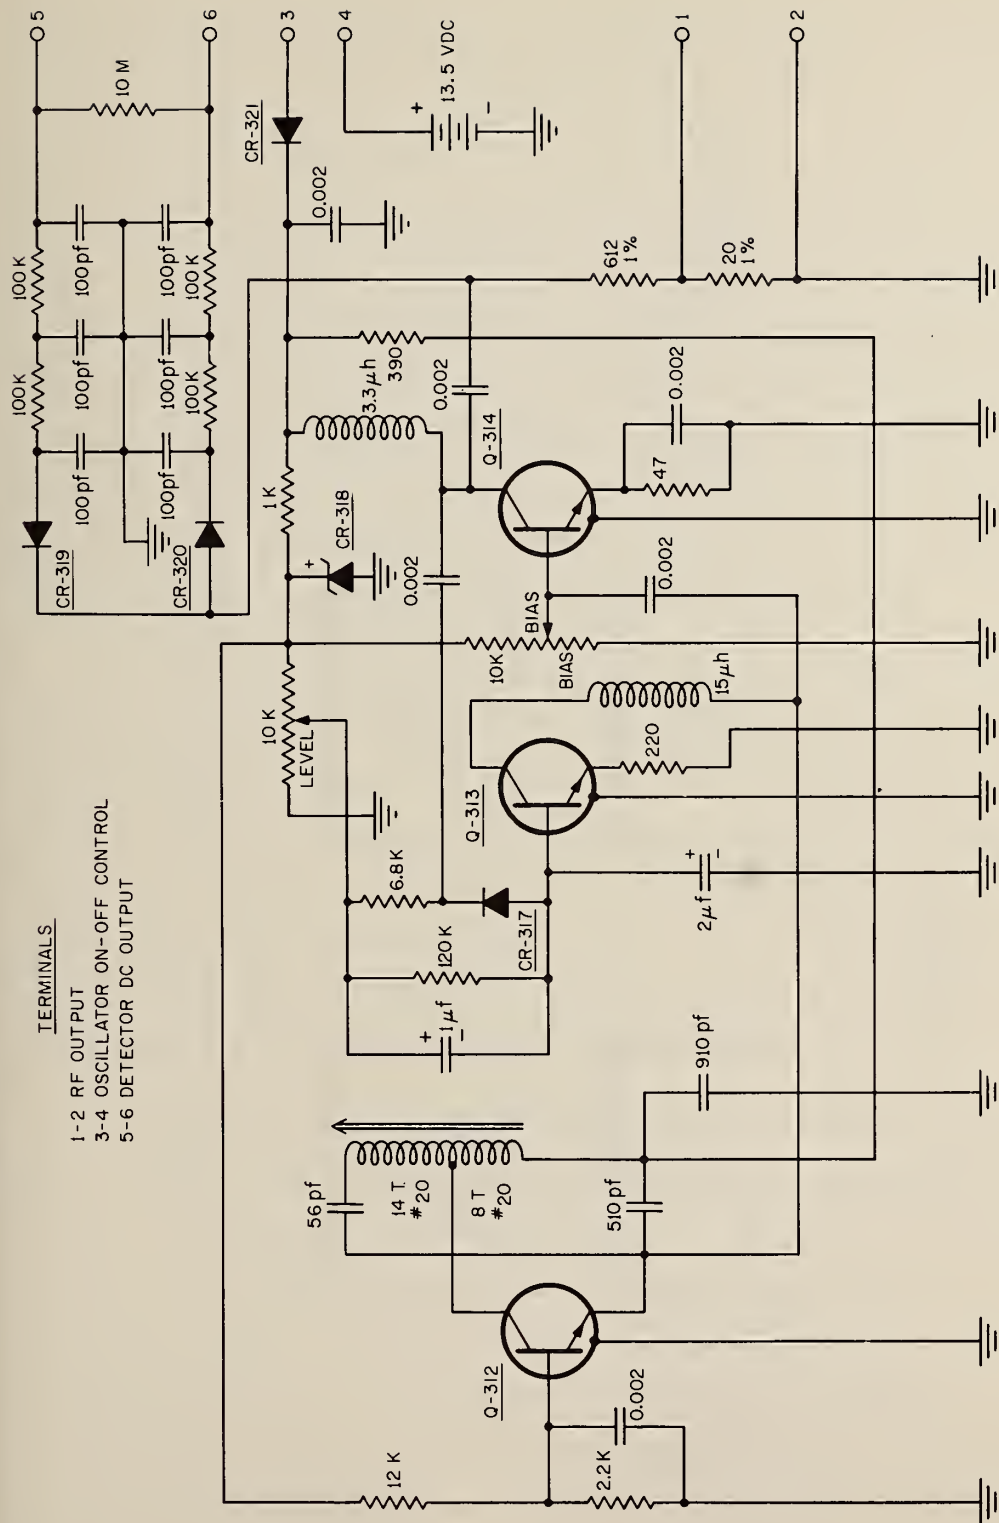 TERMINALS
1-2 RF OUTPUT
3-4 OSCILLATOR ON-OFF CONTROL
5-6 DETECTOR DC OUTPUT
5
6
3
4
1
2
10 M
100 K
100K
100pf
100pf
100pf
100pf
100pf
100pf
100 K
100K
CR-319
CR-320
CR-321
0.002
13.5 VDC
+
-
612
1%
20
1%
390
3.3μh
0.002
1 K
+
CR-318
0.002
Q-314
47
0.002
BIAS
10K
BIAS
0.002
15μh
10 K
LEVEL
Q-313
220
6.8K
120 K
CR-317
+
1μf
-
2μf
+
-
56 pf
14 T.
#20
8 T
#20
510 pf
910 pf
Q-312
12 K
2.2K
0.002